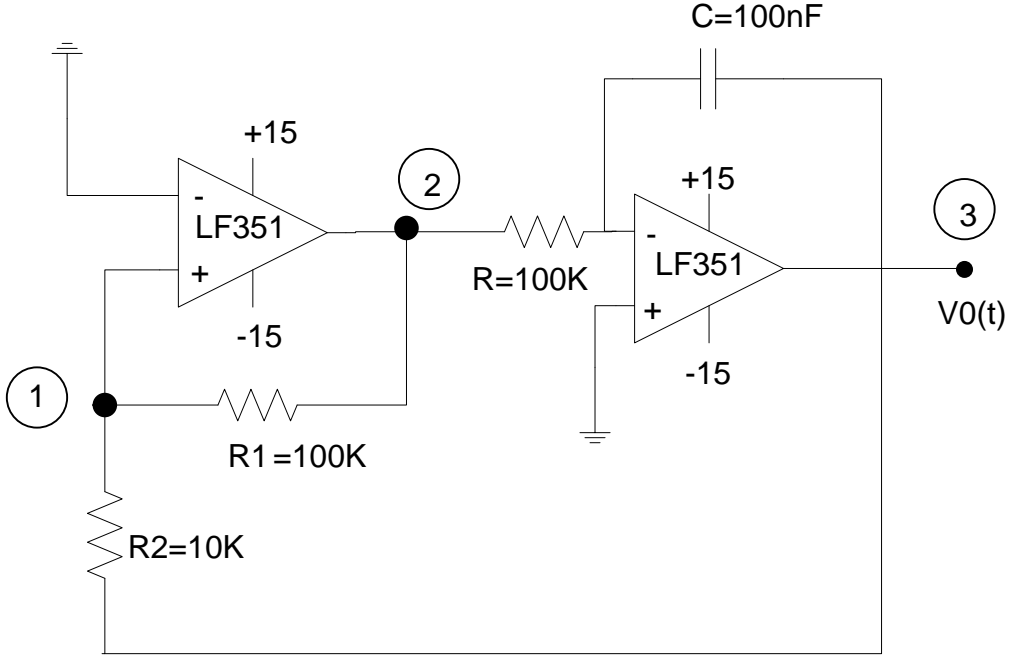 C=100nF
+15
-
LF351
+
-15
2
+15
-
LF351
+
-15
3
R=100K
V0(t)
1
R1=100K
R2=10K